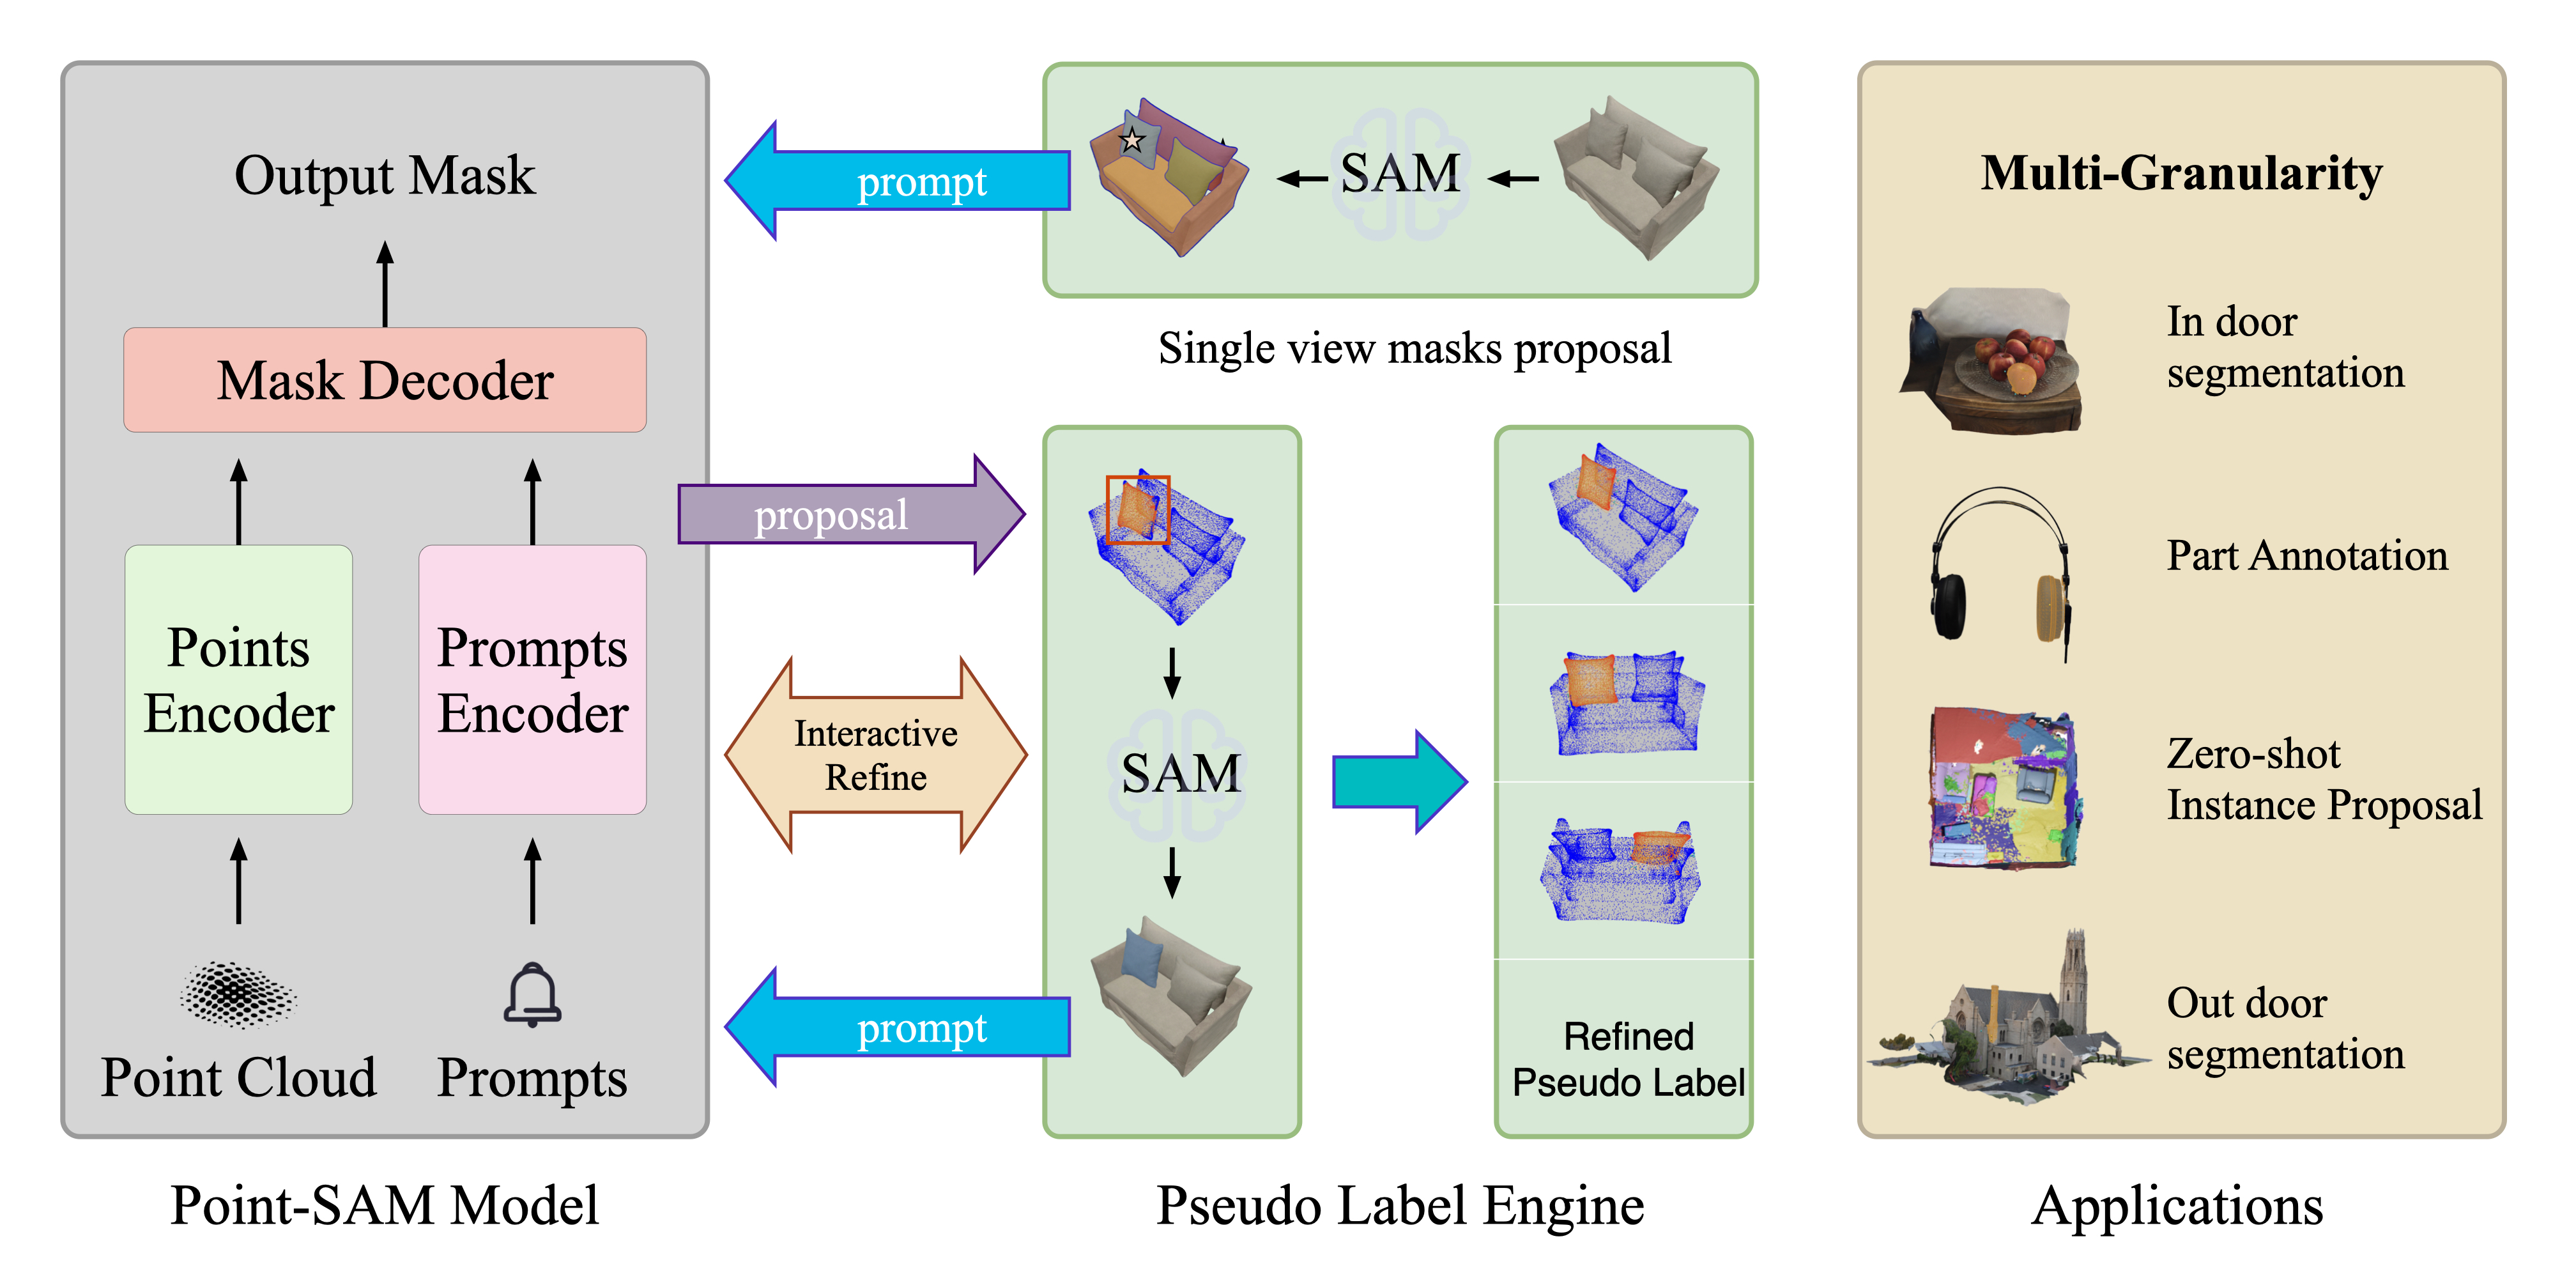 Output Mask
Mask Decoder
Points
Encoder
Prompts
Encoder
Point Cloud
Prompts
Point-SAM Model
prompt
SAM
Single view masks proposal
proposal
Interactive
Refine
prompt
SAM
Refined
Pseudo Label
Pseudo Label Engine
Multi-Granularity
In door
segmentation
Part Annotation
Zero-shot
Instance Proposal
Out door
segmentation
Applications